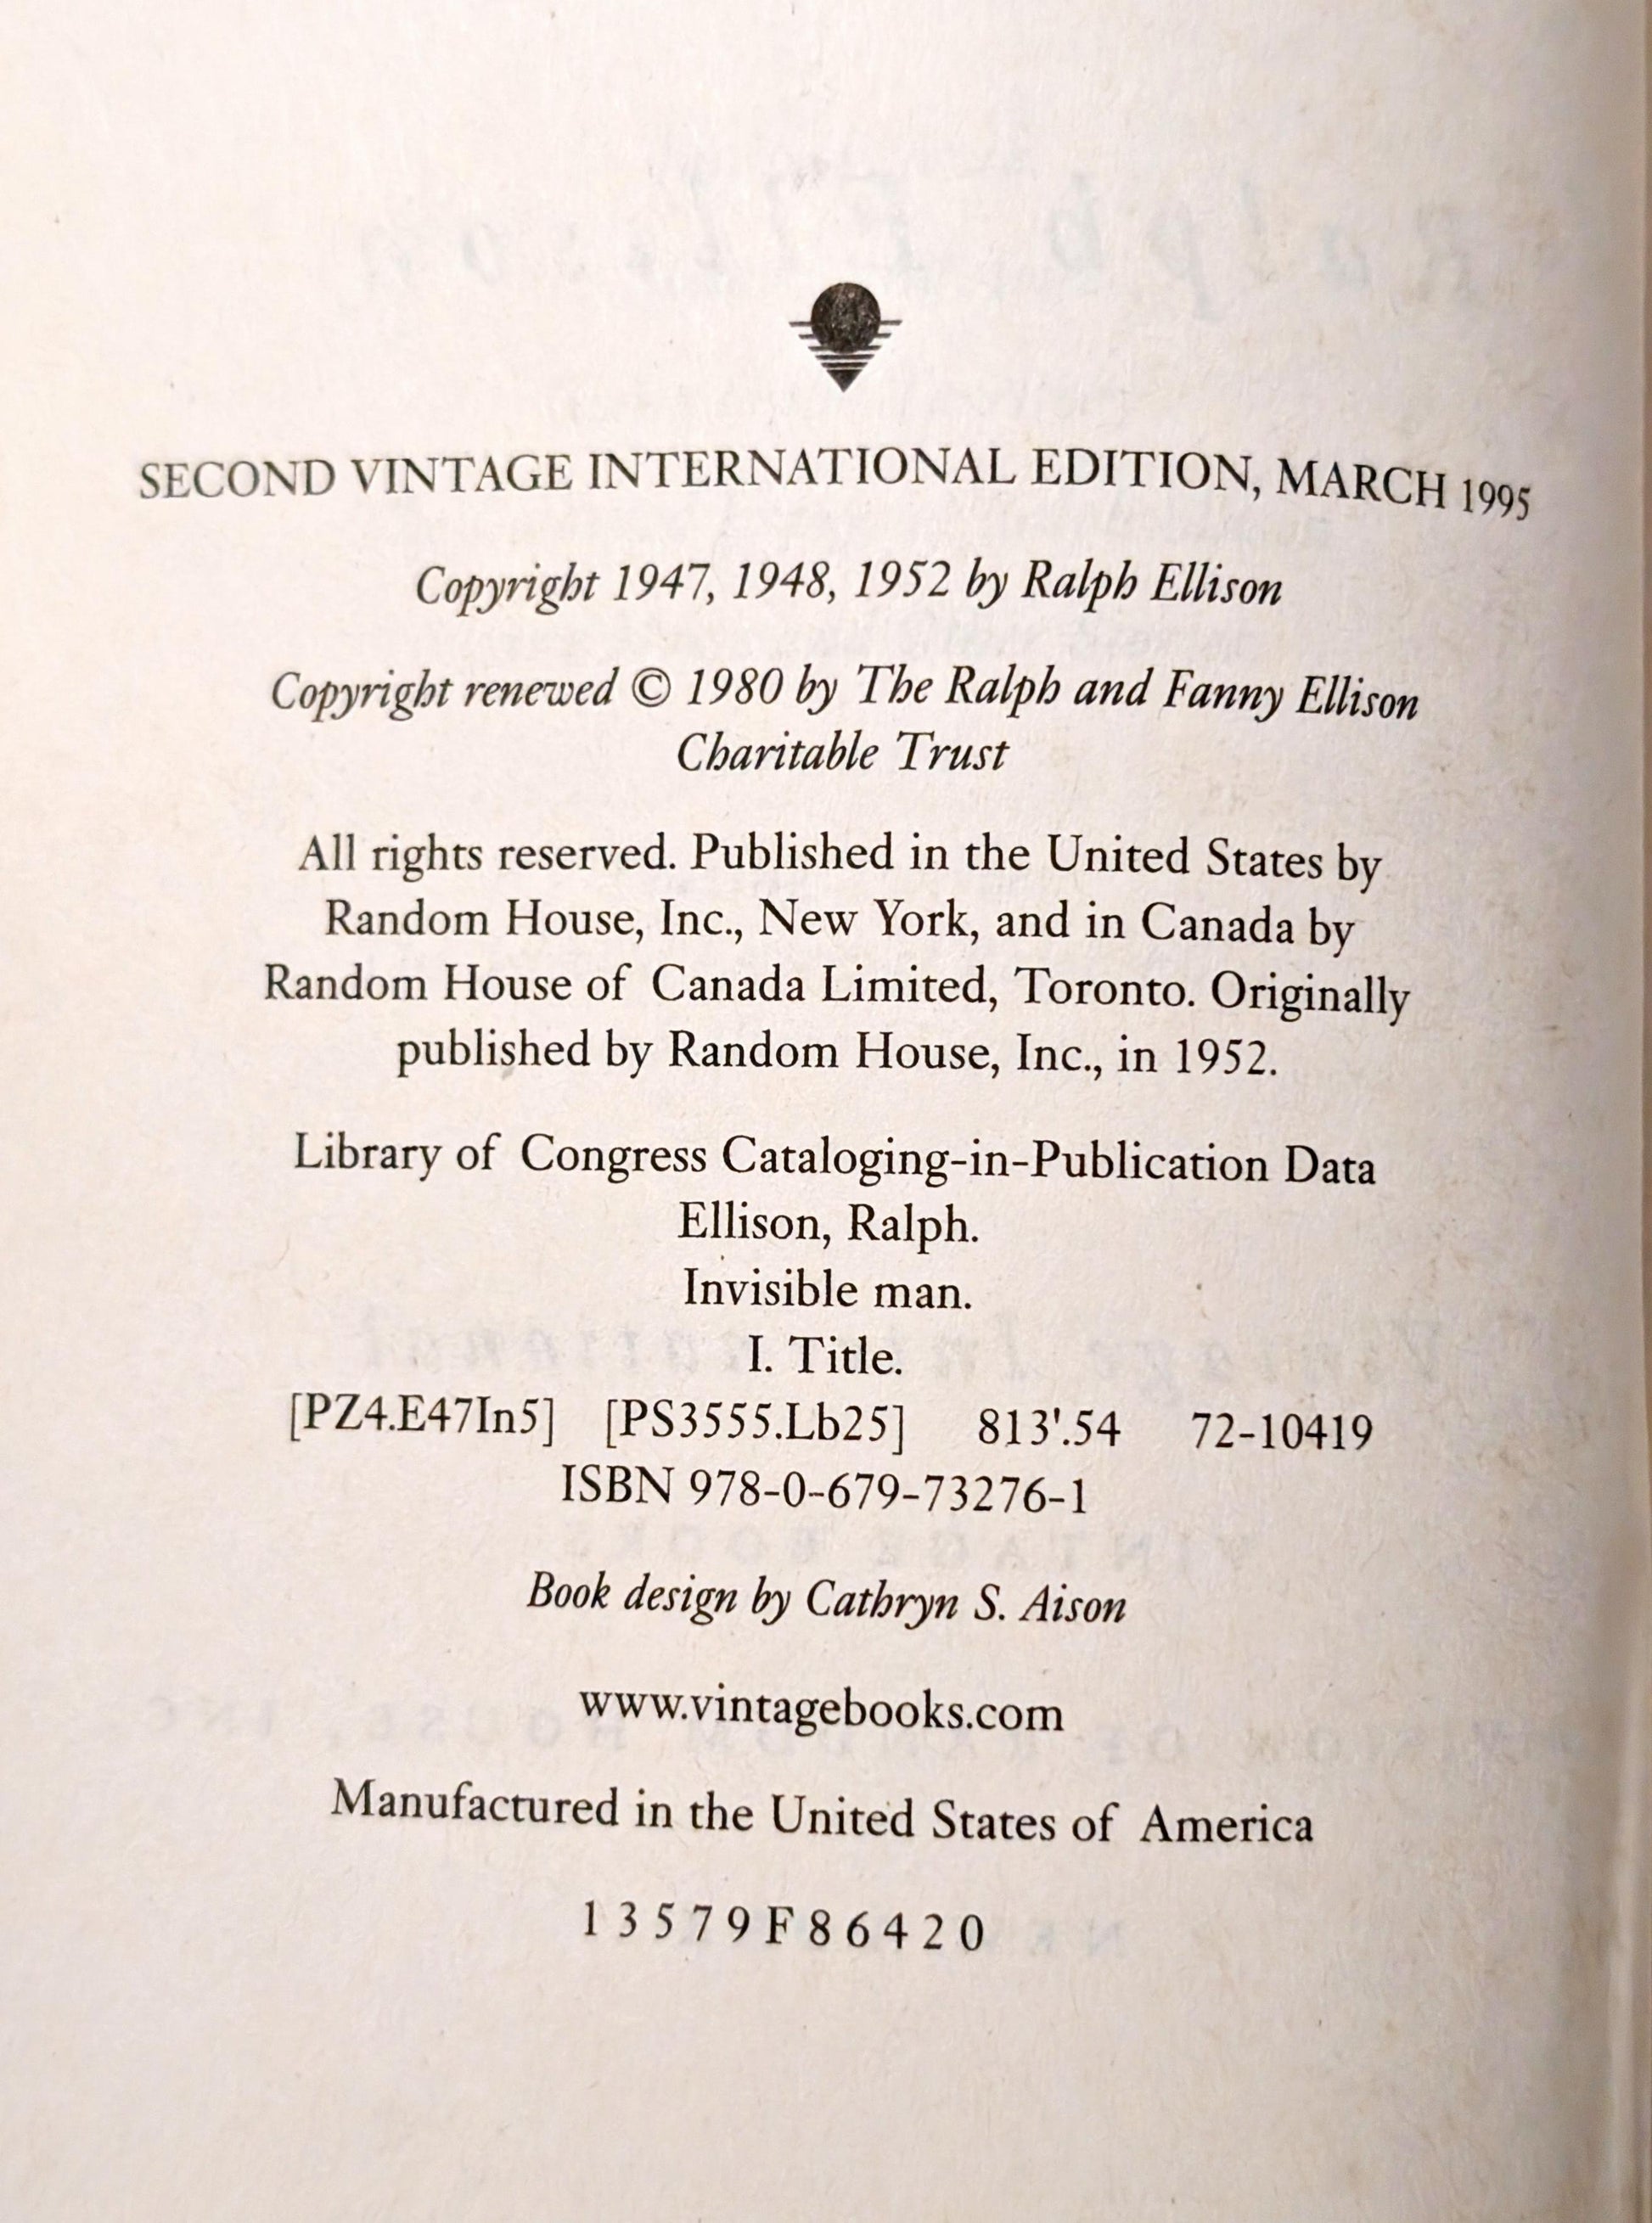 SECOND VINTAGE INTERNATIONAL EDITION, MARCH 1995
Copyright 1947, 1948, 1952 by Ralph Ellison
Copyright renewed © 1980 by The Ralph and Fanny Ellison
Charitable Trust
All rights reserved. Published in the United States by
Random House, Inc., New York, and in Canada by
Random House of Canada Limited, Toronto. Originally
published by Random House, Inc., in 1952.
Library of Congress Cataloging-in-Publication Data
Ellison, Ralph.
Invisible man.
I. Title.
[PZ4.E47In5] [PS3555.Lb25] 813'.54 72-10419
ISBN 978-0-679-73276-1
Book design by Cathryn S. Aison
www.vintagebooks.com
Manufactured in the United States of America
1 3 5 7 9 F 8 6 4 2 0